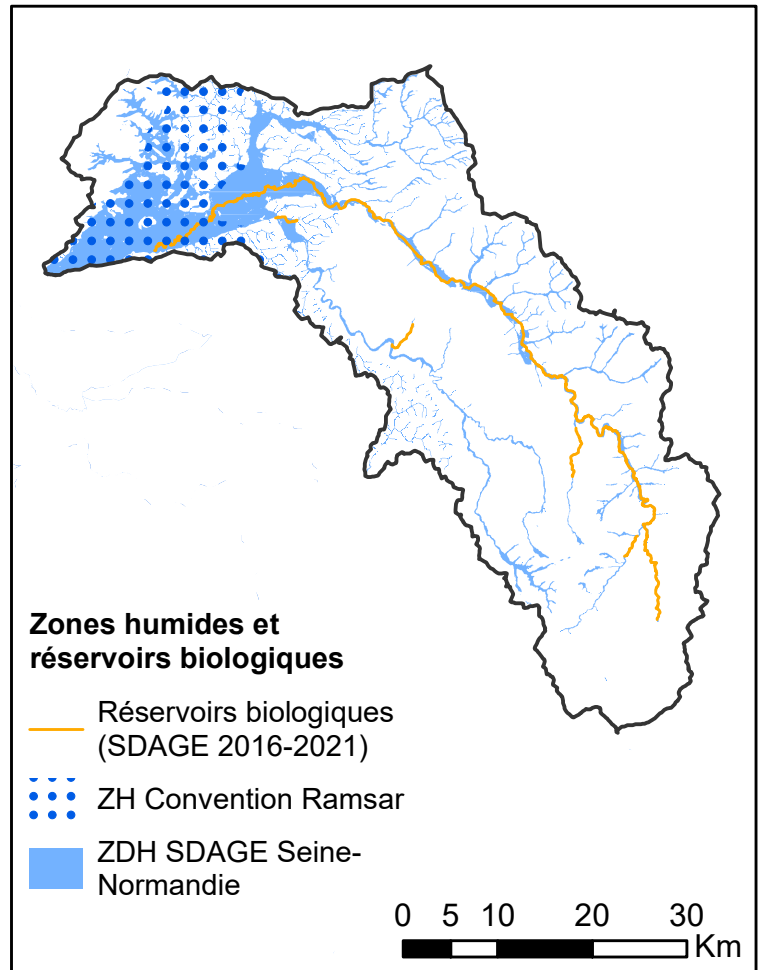 Zones humides et
réservoirs biologiques
Réservoirs biologiques
(SDAGE 2016-2021)
ZH Convention Ramsar
ZDH SDAGE Seine-
Normandie
0 5 10 20 30
Km